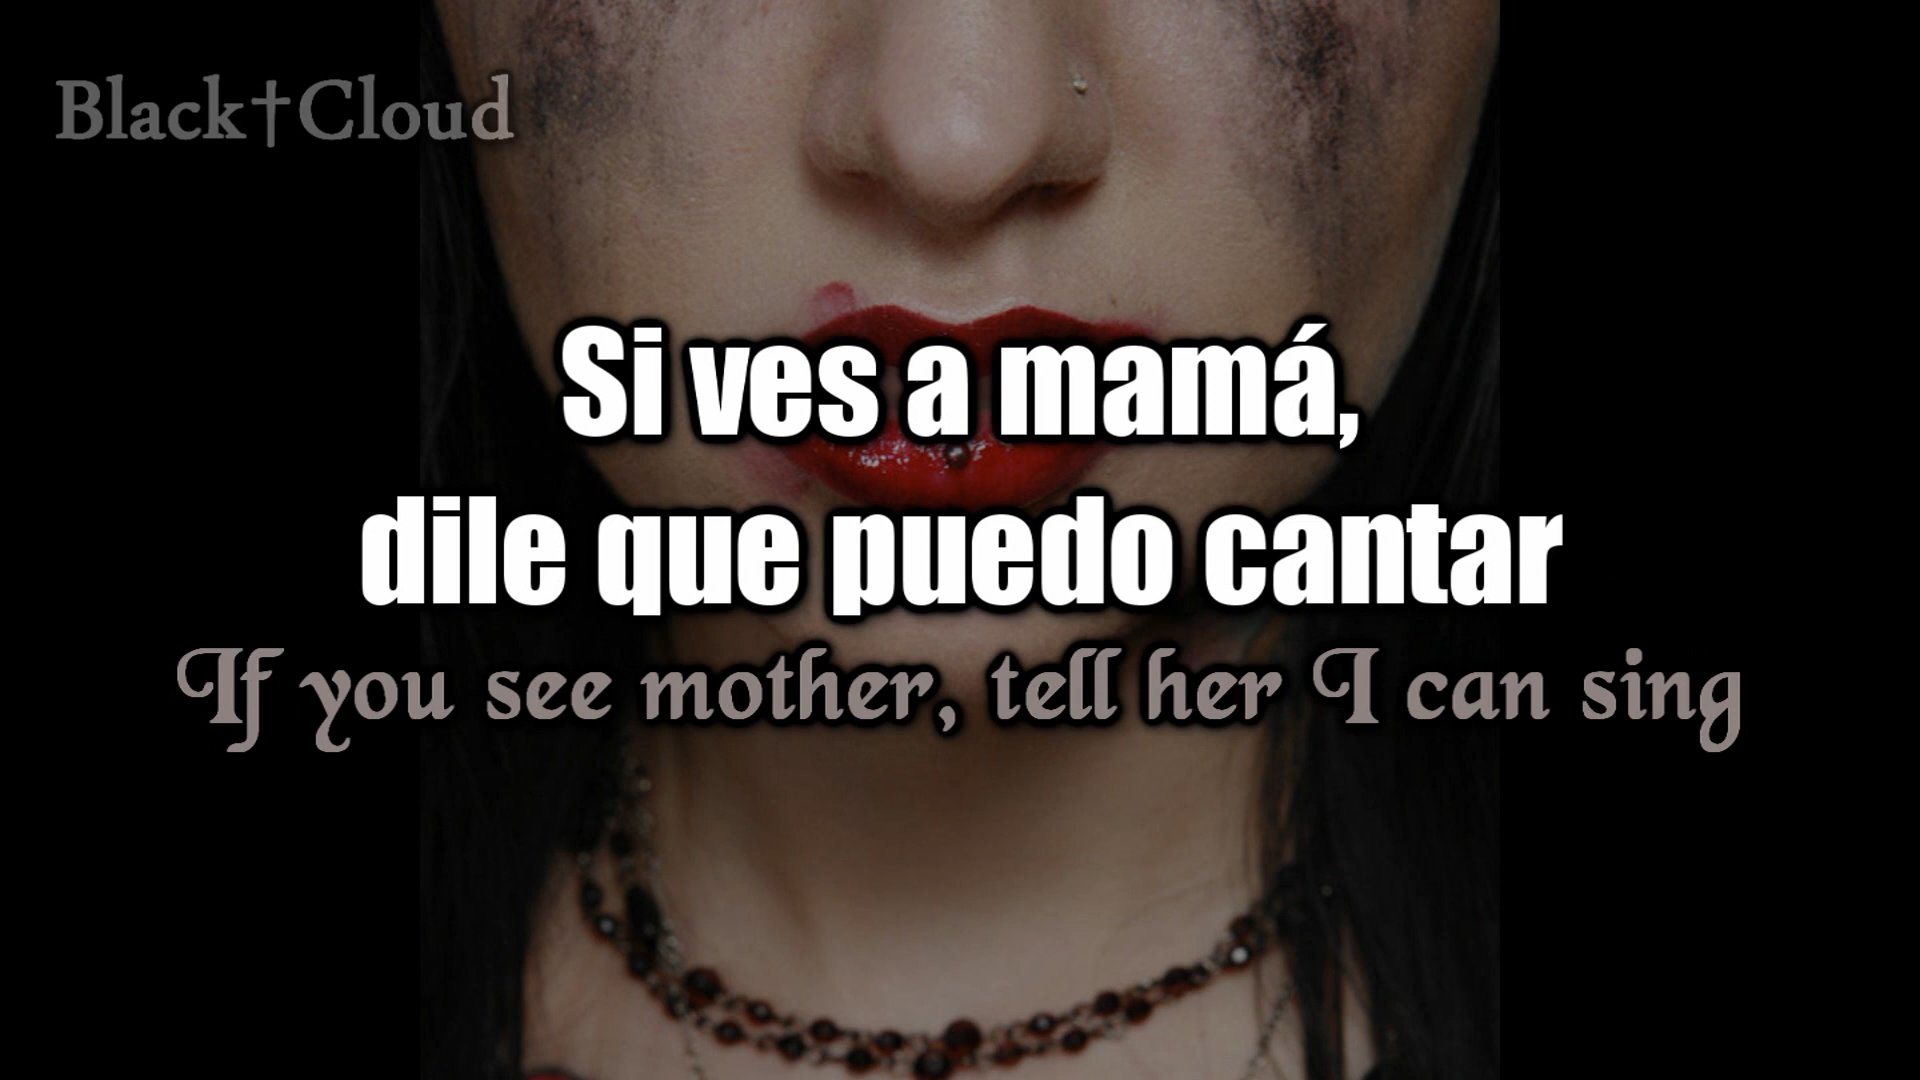 Black†Cloud
Si ves a mamá,
dile que puedo cantar
If you see mother, tell her I can sing